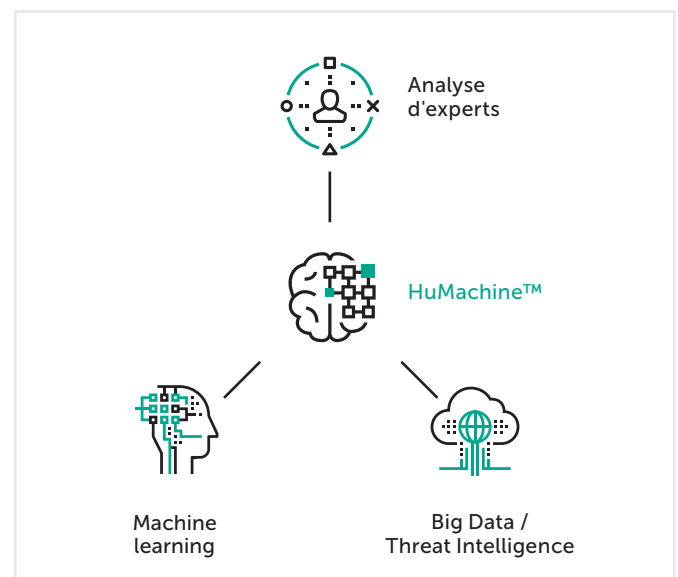 Analyse
d'experts
HuMachine™
Machine
learning
Big Data /
Threat Intelligence